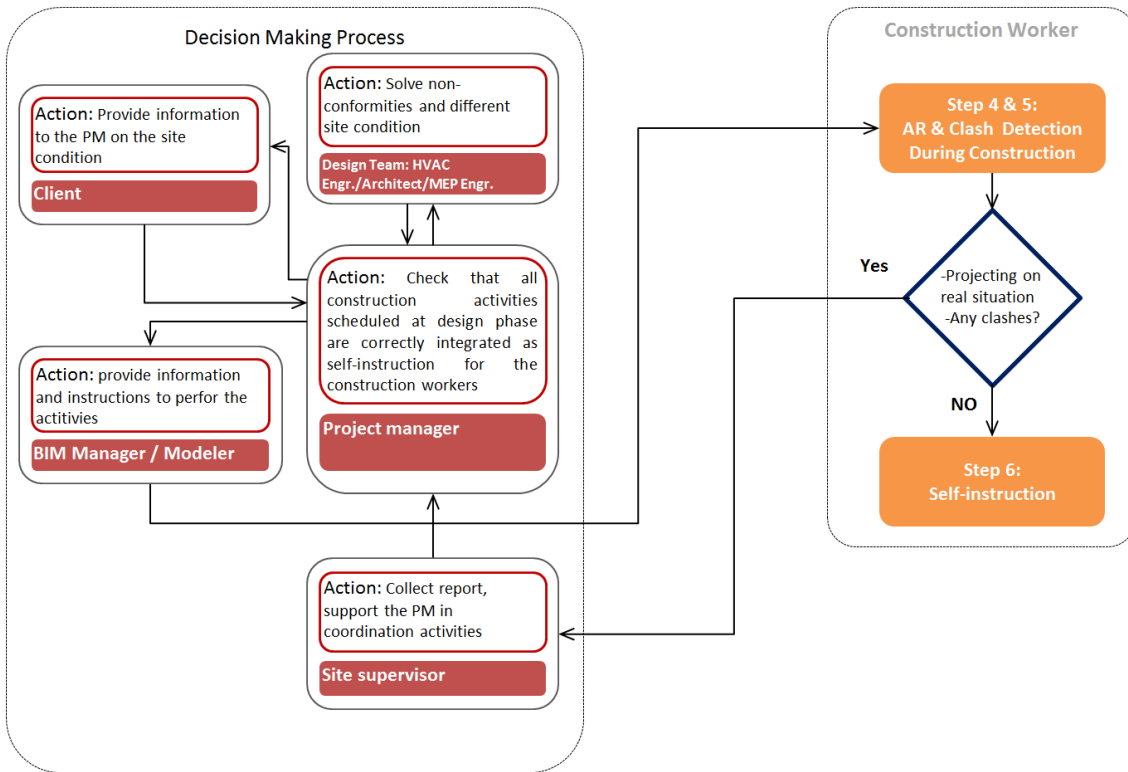 Decision Making Process
Action: Provide information
to the PM on the site
condition
Client
Action: Solve non-
conformities and different
site condition
Design Team: HVAC
Engr./Architect/MEP Engr.
Action: Check that all
construction activities
scheduled at design phase
are correctly integrated as
self-instruction for the
construction workers
Project manager
Action: provide information
and instructions to perfor the
actitivies
BIM Manager / Modeler
Action: Collect report,
support the PM in
coordination activities
Site supervisor
Construction Worker
Step 4 & 5:
AR & Clash Detection
During Construction
Yes
-Projecting on
real situation
-Any clashes?
NO
Step 6:
Self-instruction